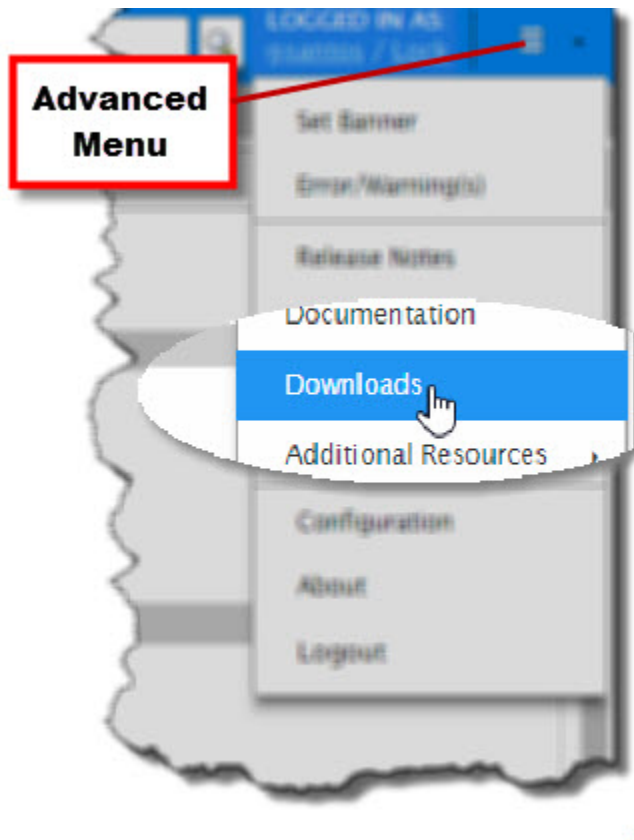 LOGGED IN AS
Advanced
Menu
Set Banner
Error/Warning(s)
Release Notes
Documentation
Downloads
Additional Resources
Configuration
About
Logout